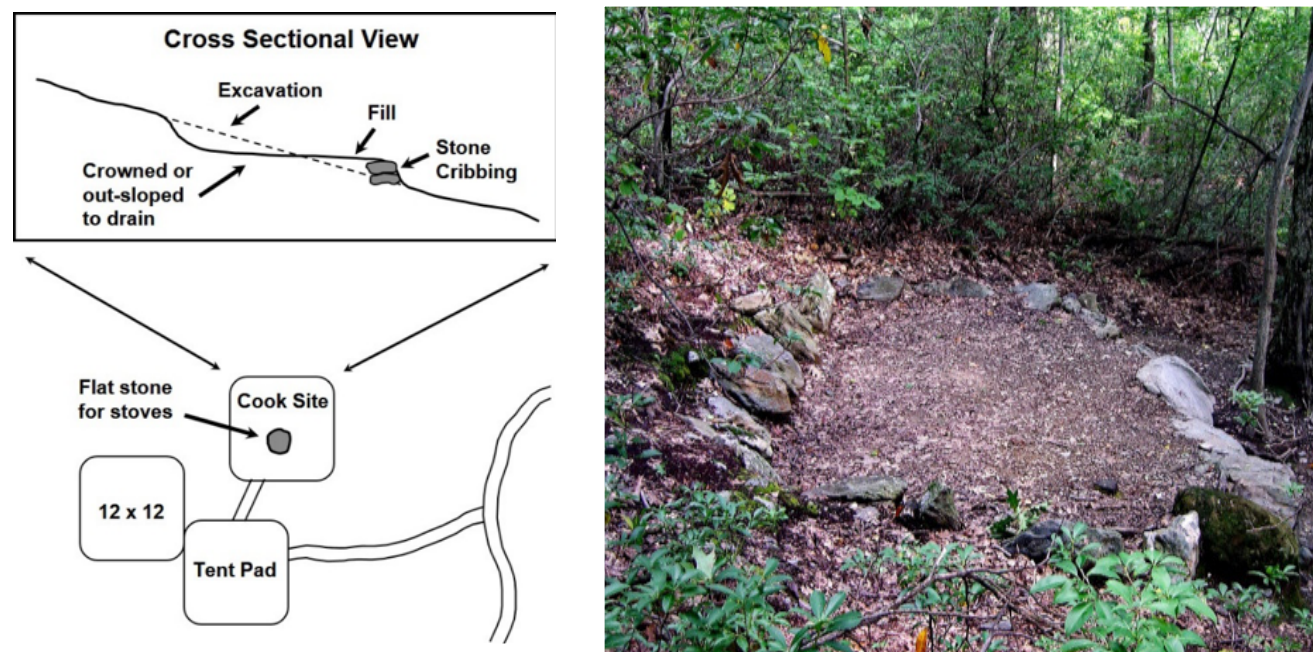 Cross Sectional View
Excavation
Fill
Stone
Cribbing
Crowned or
out-sloped
to drain
Flat stone
for stoves
Cook Site
12 x 12
Tent Pad